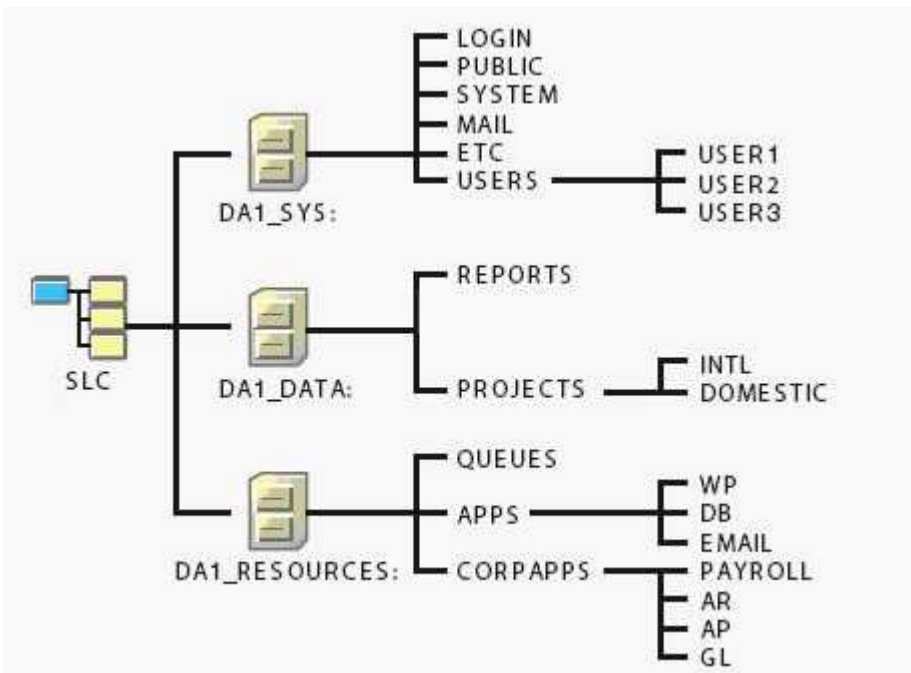 LOGIN
PUBLIC
SYSTEM
MAIL
ETC
USERS
USER1
USER2
USER3
DA1_SYS:
REPORTS
SLC
DA1_DATA:
PROJECTS
INTL
DOMESTIC
QUEUES
APPS
WP
DB
EMAIL
DA1_RESOURCES:
CORPAPPS
PAYROLL
AR
AP
GL